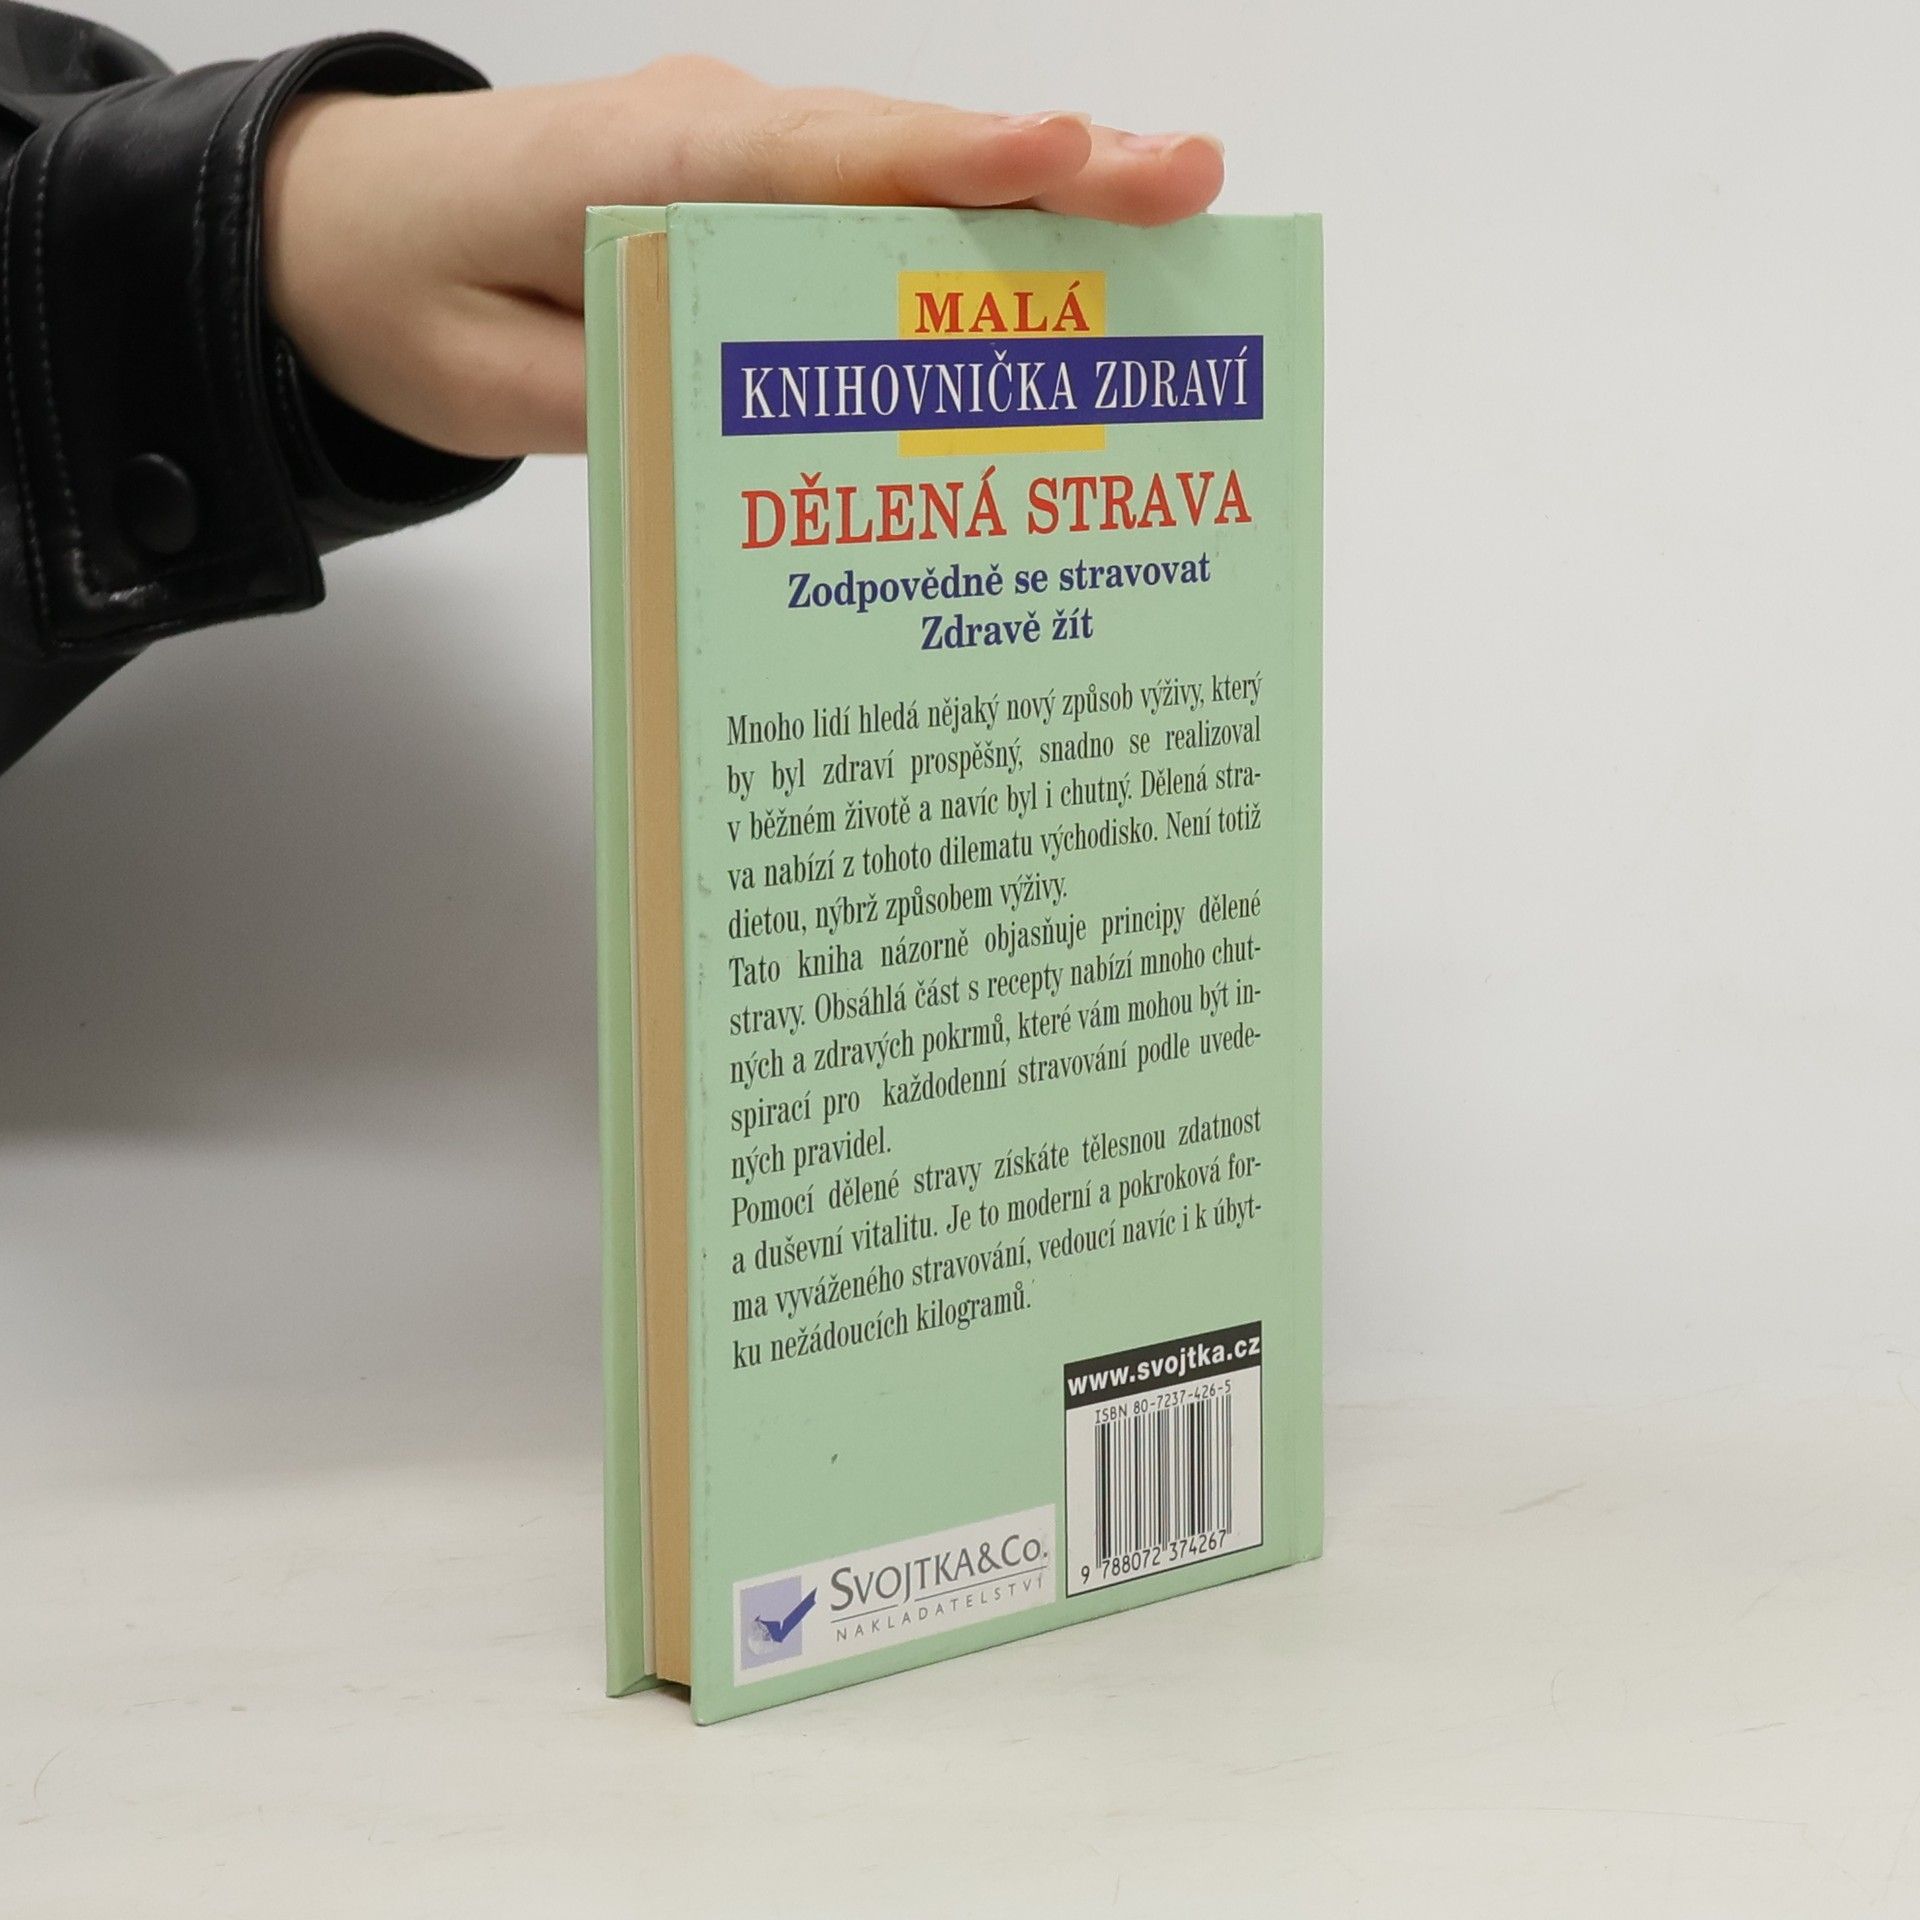 MALÁ
KNIHOVNIČKA ZDRAVÍ
DĚLENÁ STRAVA
Zodpovědně se stravovat
Zdravě žít
Mnoho lidí hledá nějaký nový způsob výživy, který
by byl zdraví prospěšný, snadno se realizoval
v běžném životě a navíc byl i chutný. Dělená stra-
va nabízí z tohoto dilematu východisko. Není totiž
dietou, nýbrž způsobem výživy.
Tato kniha názorně objasňuje principy dělené
stravy. Obsáhlá část s recepty nabízí mnoho chut-
ných a zdravých pokrmů, které vám mohou být in-
spirací pro každodenní stravování podle uvede-
ných pravidel.
Pomocí dělené stravy získáte tělesnou zdatnost
a duševní vitalitu. Je to moderní a pokroková for-
ma vyváženého stravování, vedoucí navíc i k úbyt-
ku nežádoucích kilogramů.
www.svojtka.cz
ISBN 80-7237-426-5
9 788072 374267
SVOJTKA&CO.
NAKLADATELSTVÍ